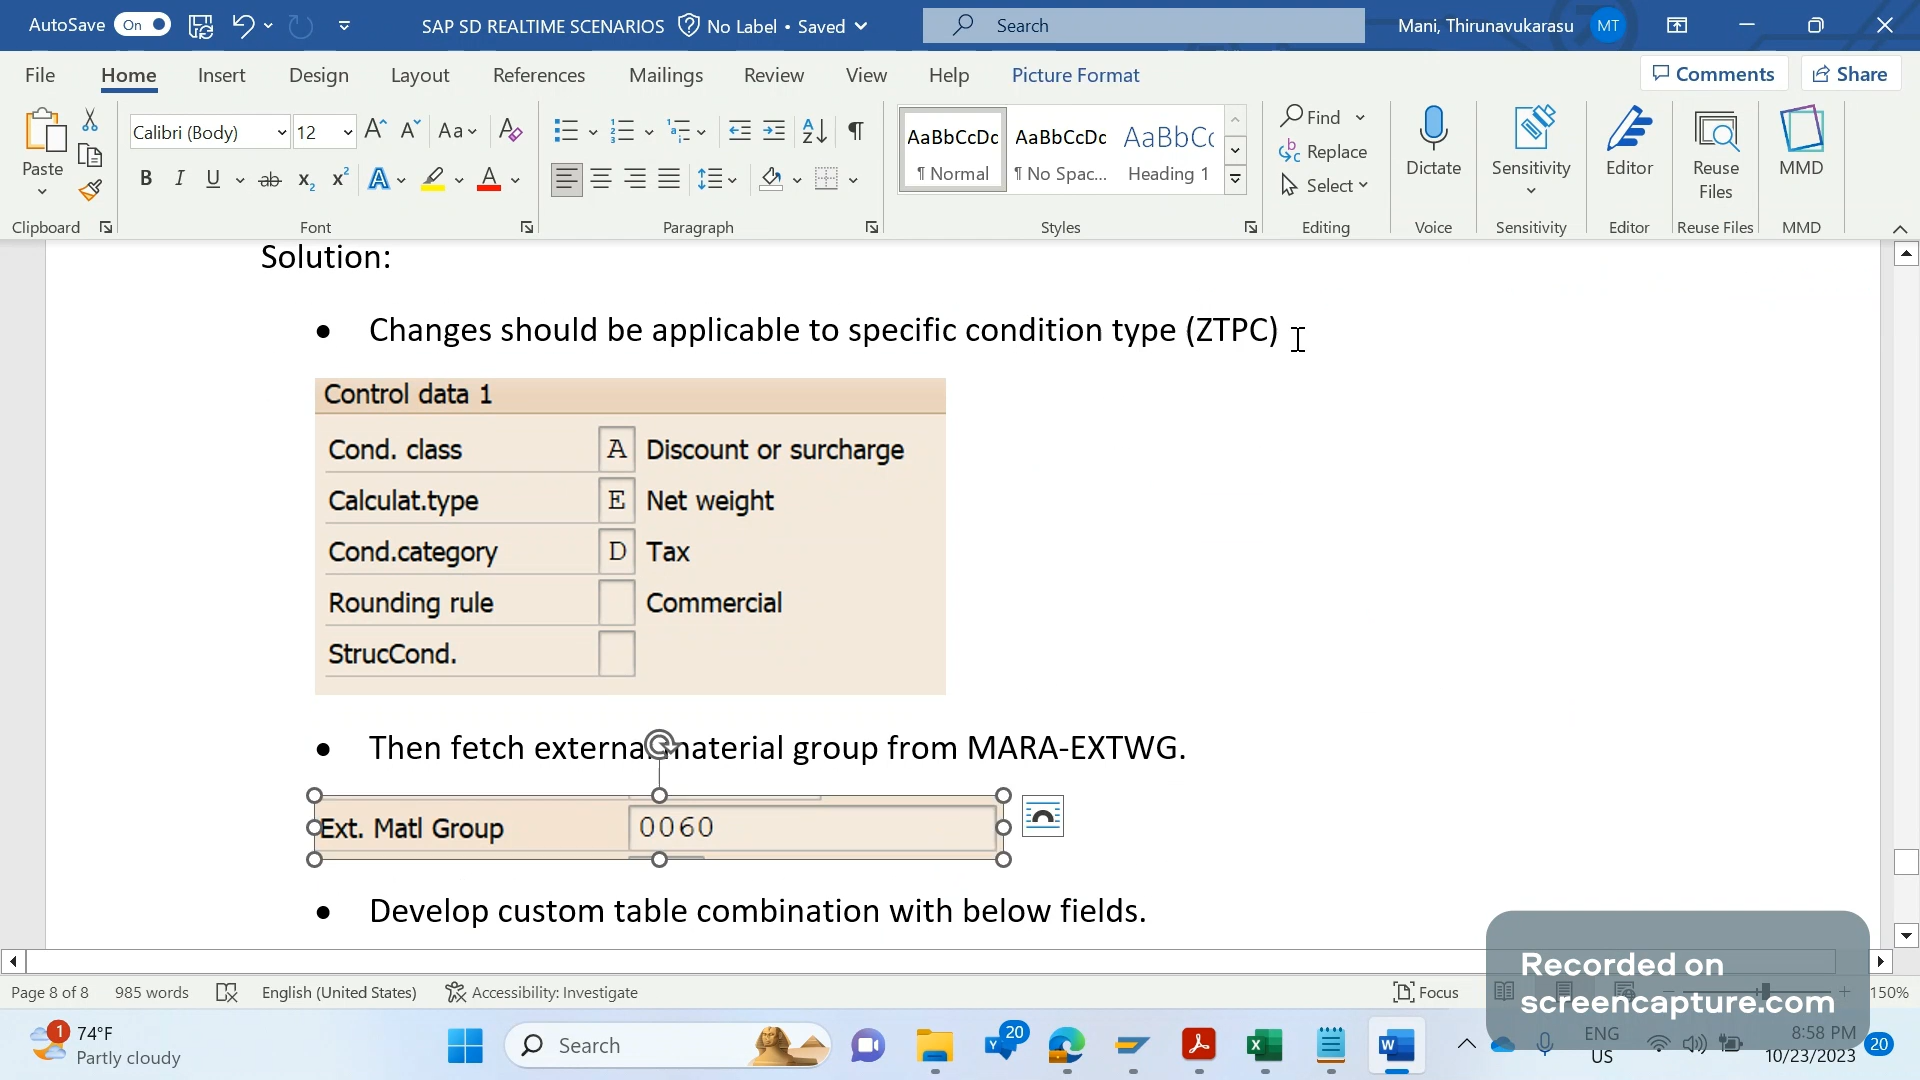 AutoSave On SAP SD REALTIME SCENARIOS No Label • Saved Search Mani, Thirunavukarasu MT
File Home Insert Design Layout References Mailings Review View Help Picture Format Comments Share
Paste Calibri (Body) 12 Aa AaBbCcDc AaBbCcDc AaBbCc Find Dictate Sensitivity Editor Reuse Files MMD
¶ Normal ¶ No Spac... Heading 1 Replace Select
Clipboard Font Paragraph Styles Editing Voice Sensitivity Editor Reuse Files MMD
Solution:
• Changes should be applicable to specific condition type (ZTPC)
Control data 1
Cond. class A Discount or surcharge
Calculat.type E Net weight
Cond.category D Tax
Rounding rule Commercial
StrucCond.
• Then fetch external material group from MARA-EXTWG.
Ext. Matl Group 0060
• Develop custom table combination with below fields.
Recorded on
screencapture.com
Page 8 of 8 985 words English (United States) Accessibility: Investigate Focus 150%
1 74°F Search 20 ENG 8:58 PM
Partly cloudy US 10/23/2023 20